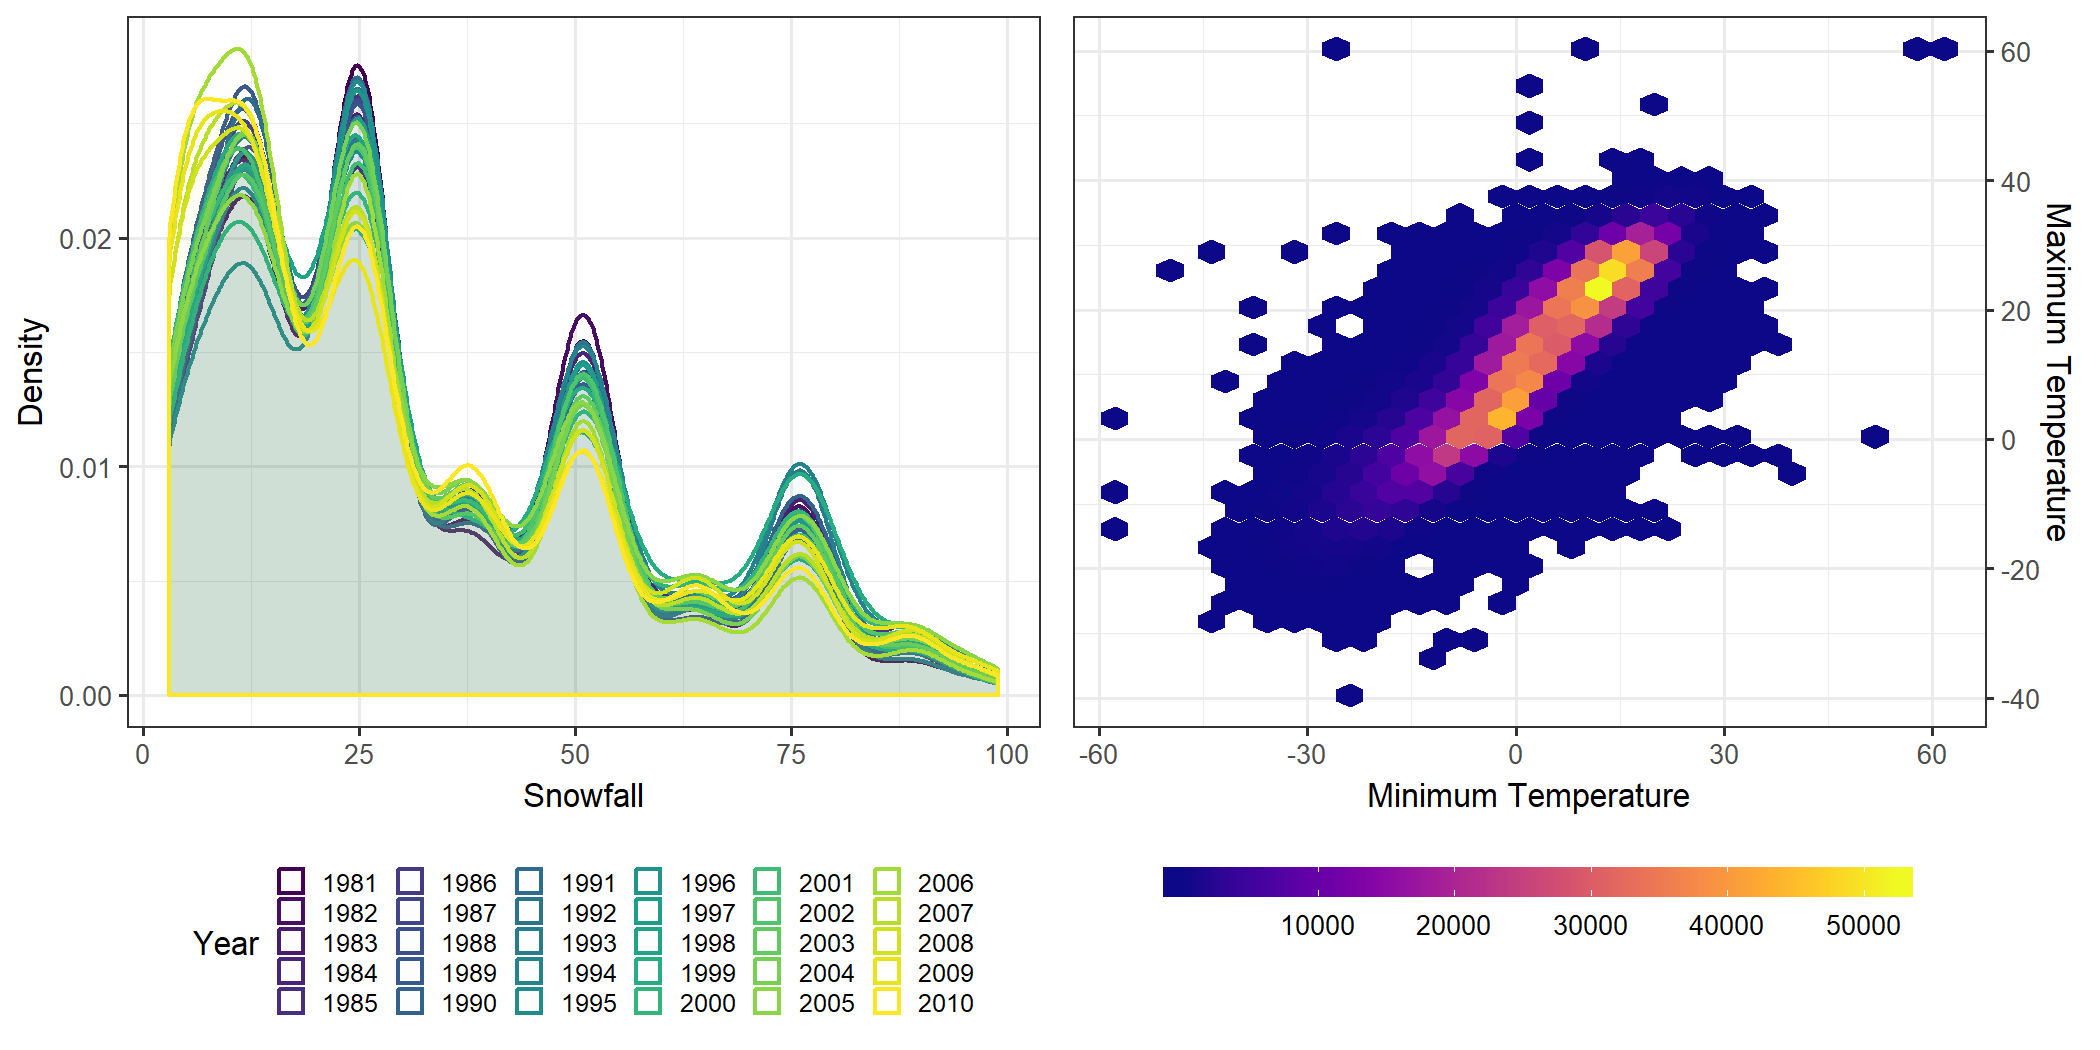 Density
0.02
0.01
0.00
0 25 50 75 100
Snowfall
60
40
20
0
-20
-40
Maximum Temperature
-60 -30 0 30 60
Minimum Temperature
Year
1981 1986 1991 1996 2001 2006
1982 1987 1992 1997 2002 2007
1983 1988 1993 1998 2003 2008
1984 1989 1994 1999 2004 2009
1985 1990 1995 2000 2005 2010
10000 20000 30000 40000 50000